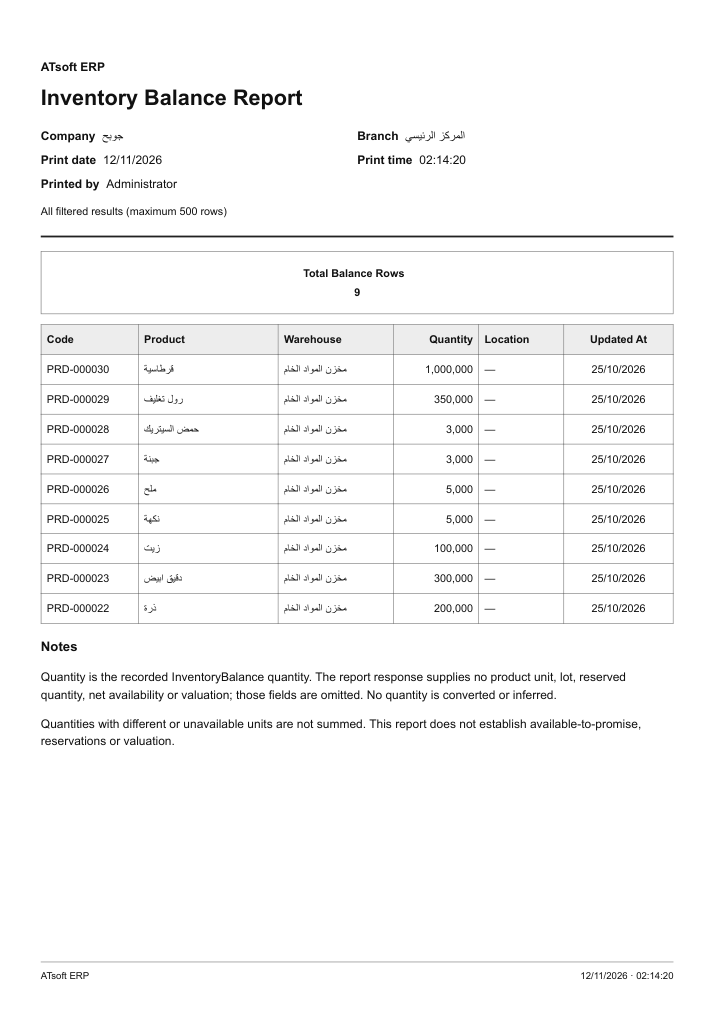 ATsoft ERP
Inventory Balance Report
Company جويح Branch المركز الرئيسي
Print date 12/11/2026 Print time 02:14:20
Printed by Administrator
All filtered results (maximum 500 rows)
Total Balance Rows
9
Code Product Warehouse Quantity Location Updated At
PRD-000030 قرطاسية مخزن المواد الخام 1,000,000 — 25/10/2026
PRD-000029 رول تغليف مخزن المواد الخام 350,000 — 25/10/2026
PRD-000028 حمض السيتريك مخزن المواد الخام 3,000 — 25/10/2026
PRD-000027 جبنة مخزن المواد الخام 3,000 — 25/10/2026
PRD-000026 ملح مخزن المواد الخام 5,000 — 25/10/2026
PRD-000025 نكهة مخزن المواد الخام 5,000 — 25/10/2026
PRD-000024 زيت مخزن المواد الخام 100,000 — 25/10/2026
PRD-000023 دقيق ابيض مخزن المواد الخام 300,000 — 25/10/2026
PRD-000022 ذرة مخزن المواد الخام 200,000 — 25/10/2026
Notes
Quantity is the recorded InventoryBalance quantity. The report response supplies no product unit, lot, reserved
quantity, net availability or valuation; those fields are omitted. No quantity is converted or inferred.
Quantities with different or unavailable units are not summed. This report does not establish available-to-promise,
reservations or valuation.
ATsoft ERP 12/11/2026 · 02:14:20